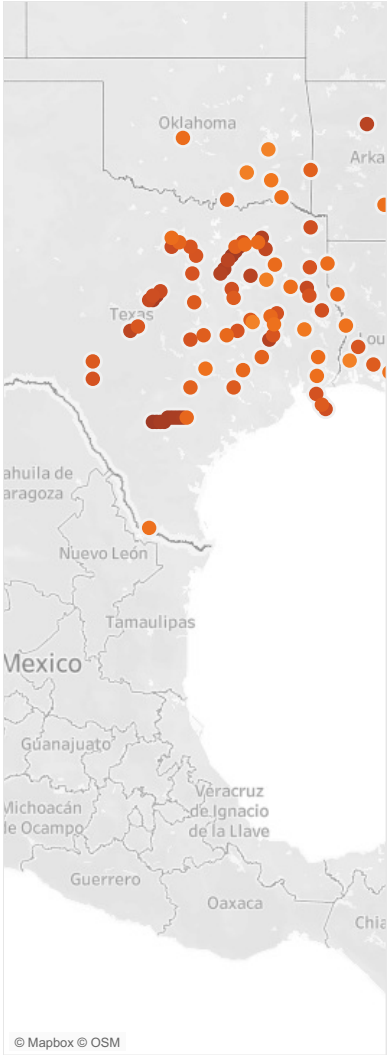 Oklahoma
Arka
Texas
ou
ahuila de
aragoza
Nuevo León
Tamaulipas
Mexico
Guanajuato
Veracruz
de Ignacio
de la Llave
Michoacán
de Ocampo
Guerrero
Oaxaca
Chia
© Mapbox © OSM